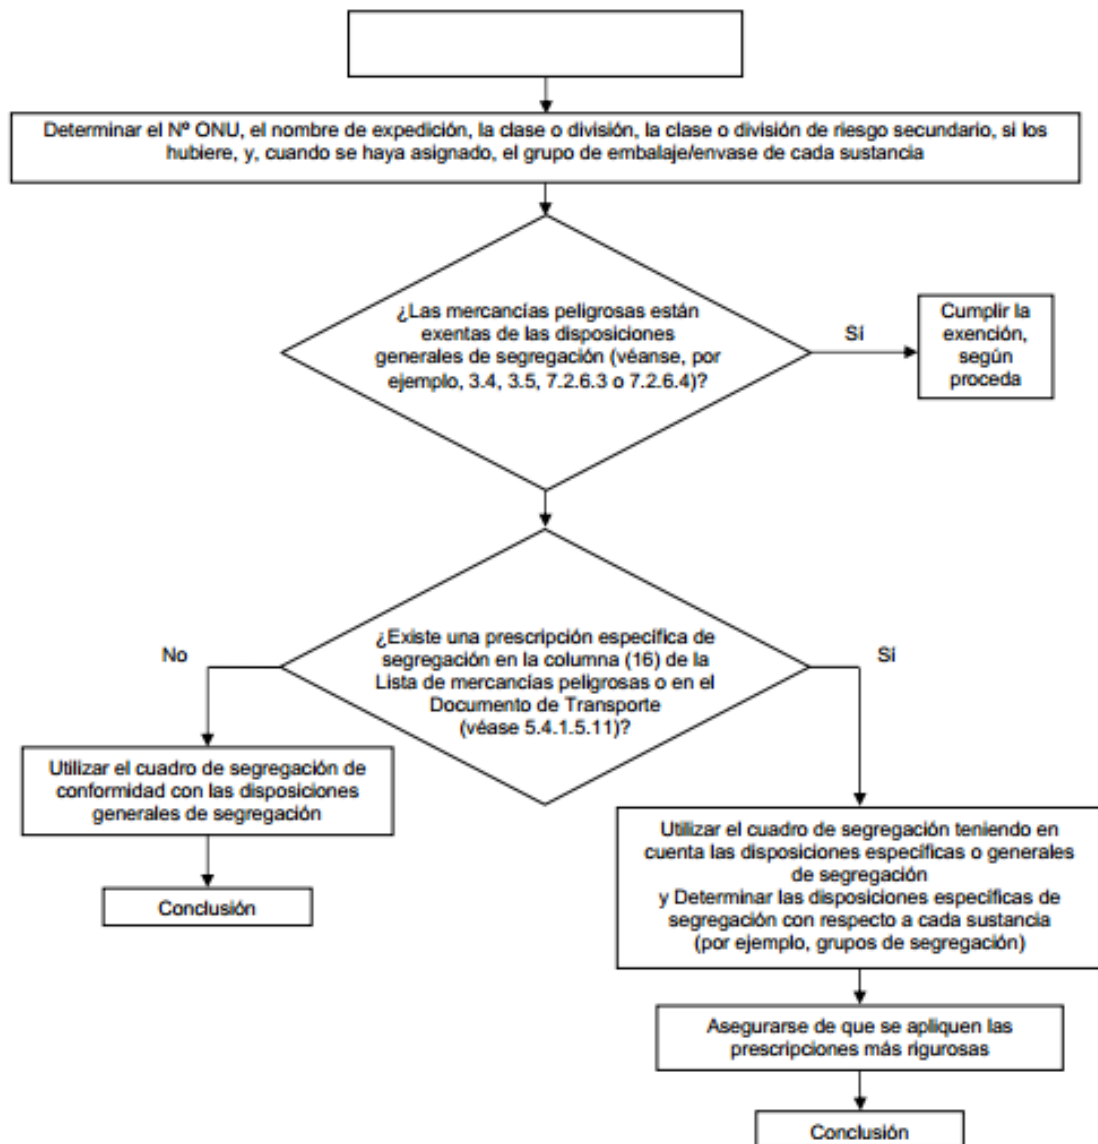 Determinar el Nº ONU, el nombre de expedición, la clase o división, la clase o división de riesgo secundario, si los
hubiere, y, cuando se haya asignado, el grupo de embalaje/envase de cada sustancia
¿Las mercancías peligrosas están
exentas de las disposiciones
generales de segregación (véanse, por
ejemplo, 3.4, 3.5, 7.2.6.3 o 7.2.6.4)?
Sí
Cumplir la
exención,
según
proceda
¿Existe una prescripción específica de
segregación en la columna (16) de la
Lista de mercancías peligrosas o en el
Documento de Transporte
(véase 5.4.1.5.11)?
No
Sí
Utilizar el cuadro de segregación de
conformidad con las disposiciones
generales de segregación
Conclusión
Utilizar el cuadro de segregación teniendo en
cuenta las disposiciones específicas o generales
de segregación
y Determinar las disposiciones específicas de
segregación con respecto a cada sustancia
(por ejemplo, grupos de segregación)
Asegurarse de que se apliquen las
prescripciones más rigurosas
Conclusión